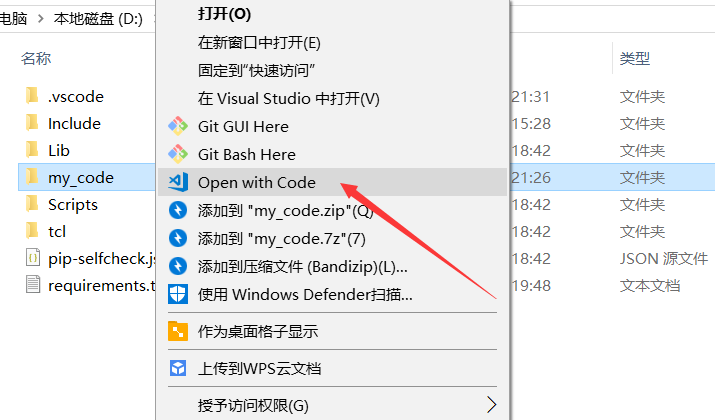 电脑 > 本地磁盘 (D:)
名称
类型
.vscode
21:31
文件夹
Include
15:28
文件夹
Lib
18:42
文件夹
my_code
21:26
文件夹
Scripts
18:42
文件夹
tcl
18:42
文件夹
pip-selfcheck.js
18:42
JSON 源文件
requirements.t
19:48
文本文档
打开(O)
在新窗口中打开(E)
固定到"快速访问"
在 Visual Studio 中打开(V)
Git GUI Here
Git Bash Here
Open with Code
添加到 "my_code.zip"(Q)
添加到 "my_code.7z"(7)
添加到压缩文件 (Bandizip)(L)...
使用 Windows Defender扫描...
作为桌面格子显示
上传到WPS云文档
授予访问权限(G)